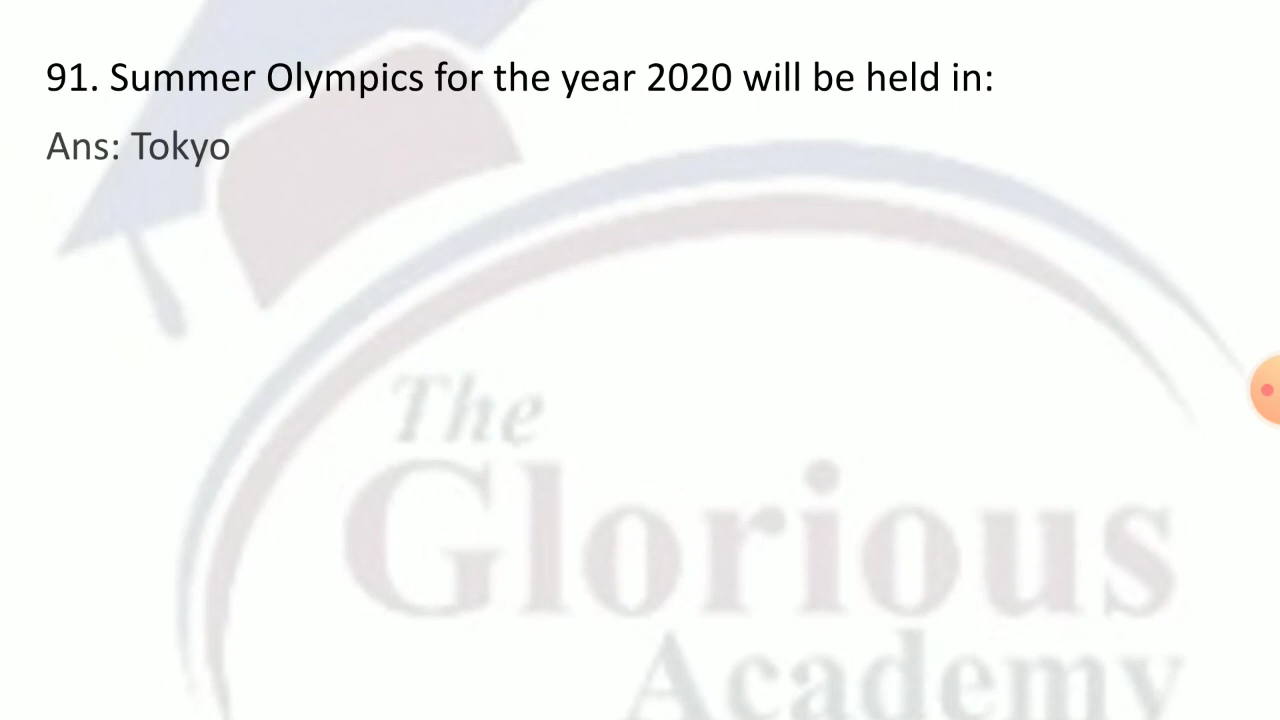 91. Summer Olympics for the year 2020 will be held in:
Ans: Tokyo
The
Glorious
Academy